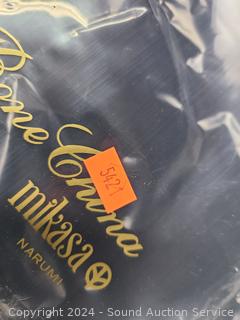 Bone China
5421
mikasa
NARUMI
Copyright 2024 - Sound Auction Service